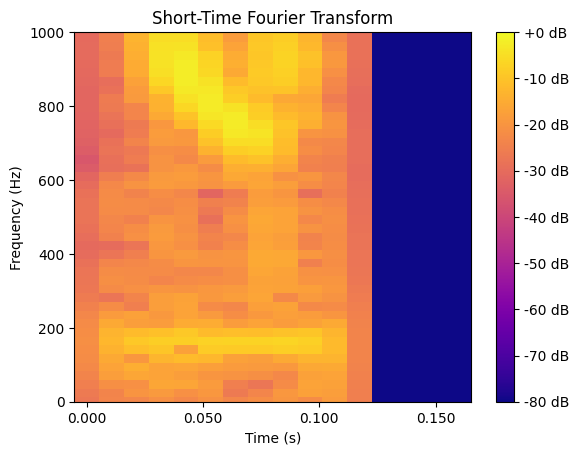 Short-Time Fourier Transform
1000
800
600
400
200
0
Frequency (Hz)
0.000
0.050
0.100
0.150
Time (s)
+0 dB
-10 dB
-20 dB
-30 dB
-40 dB
-50 dB
-60 dB
-70 dB
-80 dB